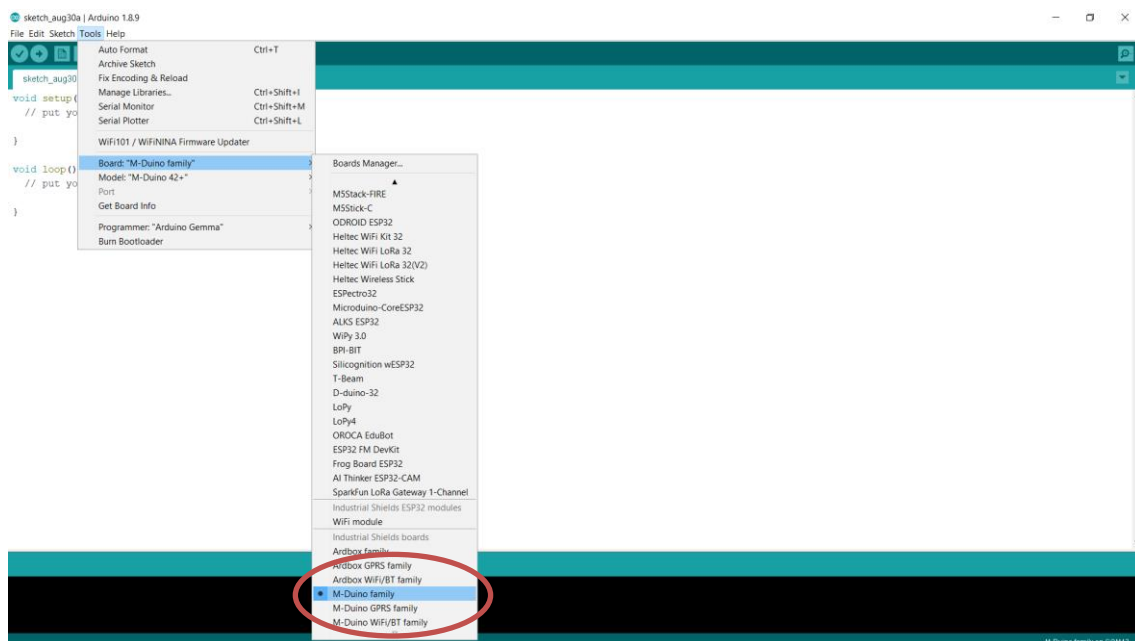 sketch_aug30a | Arduino 1.8.9
File Edit Sketch Tools Help
sketch_aug30
void setup(
// put yo
}
void loop()
// put yo
}
Auto Format Ctrl+T
Archive Sketch
Fix Encoding & Reload
Manage Libraries... Ctrl+Shift+I
Serial Monitor Ctrl+Shift+M
Serial Plotter Ctrl+Shift+L
WiFi101 / WiFiNINA Firmware Updater
Board: "M-Duino family"
Model: "M-Duino 42+"
Port
Get Board Info
Programmer: "Arduino Gemma"
Burn Bootloader
Boards Manager...
M5Stack-FIRE
M5Stick-C
ODROID ESP32
Heltec WiFi Kit 32
Heltec WiFi LoRa 32
Heltec WiFi LoRa 32(V2)
Heltec Wireless Stick
ESPectro32
Microduino-CoreESP32
ALKS ESP32
WiPy 3.0
BPI-BIT
Silicognition wESP32
T-Beam
D-duino-32
LoPy
LoPy4
OROCA EduBot
ESP32 FM DevKit
Frog Board ESP32
AI Thinker ESP32-CAM
SparkFun LoRa Gateway 1-Channel
Industrial Shields ESP32 modules
WiFi module
Industrial Shields boards
Ardbox family
Ardbox GPRS family
Ardbox WiFi/BT family
M-Duino family
M-Duino GPRS family
M-Duino WiFi/BT family